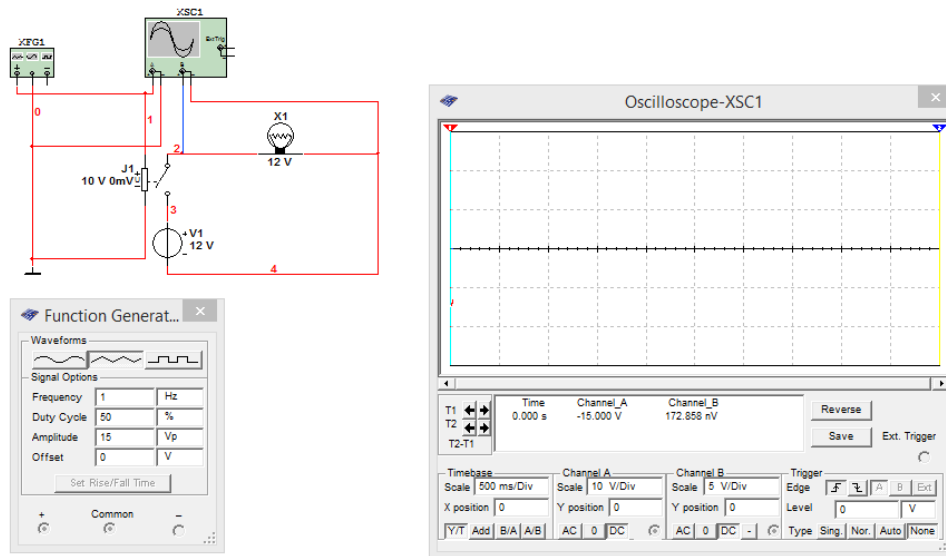 XSC1
Ext Trig
XFG1
0
1
X1
12 V
2
J1
10 V 0mV
3
V1
12 V
4
Function Generat...
Waveforms
Signal Options
Frequency 1 Hz
Duty Cycle 50 %
Amplitude 15 Vp
Offset 0 V
Set Rise/Fall Time
+ Common −
Oscilloscope-XSC1
Time Channel_A Channel_B
T1 0.000 s -15.000 V 172.858 nV
T2
T2-T1
Reverse
Save
Ext. Trigger
Timebase
Scale 500 ms/Div
X position 0
Y/T Add B/A A/B
Channel A
Scale 10 V/Div
Y position 0
AC 0 DC
Channel B
Scale 5 V/Div
Y position 0
AC 0 DC -
Trigger
Edge A B Ext
Level 0 V
Type Sing. Nor. Auto None